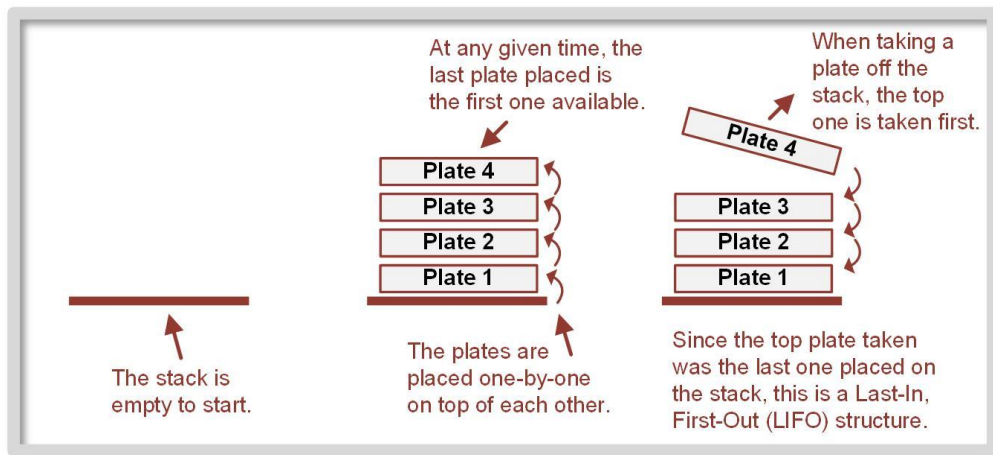 The stack is
empty to start.
At any given time, the
last plate placed is
the first one available.
Plate 4
Plate 3
Plate 2
Plate 1
The plates are
placed one-by-one
on top of each other.
When taking a
plate off the
stack, the top
one is taken first.
Plate 4
Plate 3
Plate 2
Plate 1
Since the top plate taken
was the last one placed on
the stack, this is a Last-In,
First-Out (LIFO) structure.